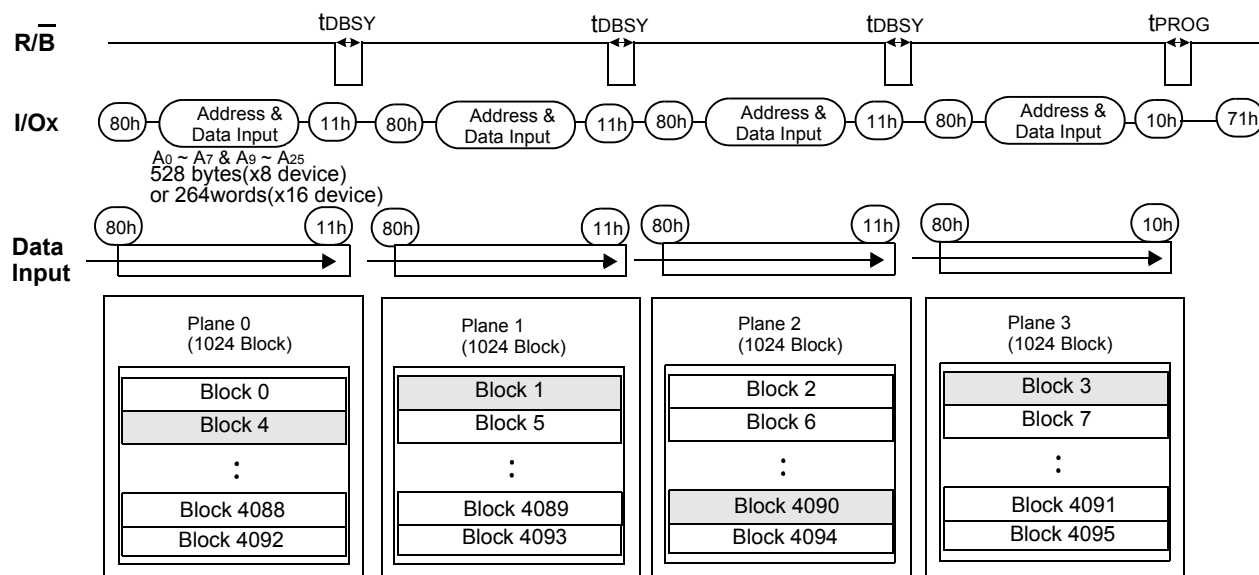 tDBSY tDBSY tDBSY tPROG
R/B
I/Ox 80h Address & Data Input 11h 80h Address & Data Input 11h 80h Address & Data Input 11h 80h Address & Data Input 10h 71h
A0 ~ A7 & A9 ~ A25
528 bytes(x8 device)
or 264words(x16 device)
80h 11h 80h 11h 80h 11h 80h 10h
Data
Input
Plane 0
(1024 Block)
Block 0
Block 4
:
Block 4088
Block 4092
Plane 1
(1024 Block)
Block 1
Block 5
:
Block 4089
Block 4093
Plane 2
(1024 Block)
Block 2
Block 6
:
Block 4090
Block 4094
Plane 3
(1024 Block)
Block 3
Block 7
:
Block 4091
Block 4095